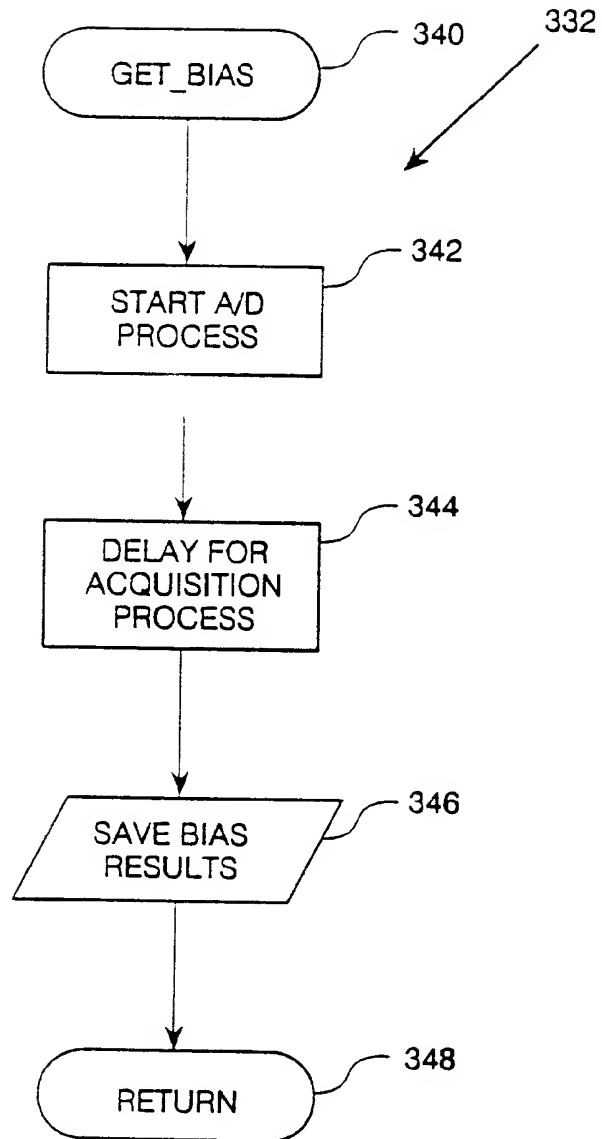 332
340
GET_BIAS
342
START A/D
PROCESS
344
DELAY FOR
ACQUISITION
PROCESS
346
SAVE BIAS
RESULTS
348
RETURN